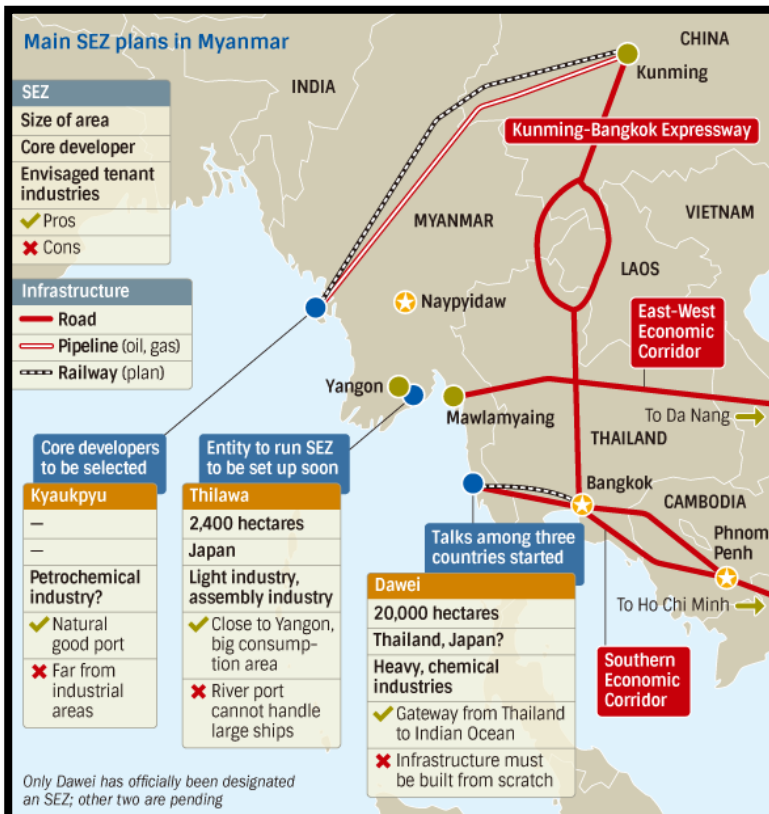 Main SEZ plans in Myanmar
SEZ
Size of area
Core developer
Envisaged tenant
industries
Pros
Cons
Infrastructure
Road
Pipeline (oil, gas)
Railway (plan)
INDIA
CHINA
Kunming
Kunming-Bangkok Expressway
MYANMAR
VIETNAM
LAOS
Naypyidaw
East-West
Economic
Corridor
Yangon
Mawlamyaing
To Da Nang
THAILAND
Bangkok
CAMBODIA
Phnom
Penh
To Ho Chi Minh
Southern
Economic
Corridor
Core developers
to be selected
Kyaukpyu
–
–
Petrochemical
industry?
Natural
good port
Far from
industrial
areas
Entity to run SEZ
to be set up soon
Thilawa
2,400 hectares
Japan
Light industry,
assembly industry
Close to Yangon,
big consump-
tion area
River port
cannot handle
large ships
Talks among three
countries started
Dawei
20,000 hectares
Thailand, Japan?
Heavy, chemical
industries
Gateway from Thailand
to Indian Ocean
Infrastructure must
be built from scratch
Only Dawei has officially been designated
an SEZ; other two are pending